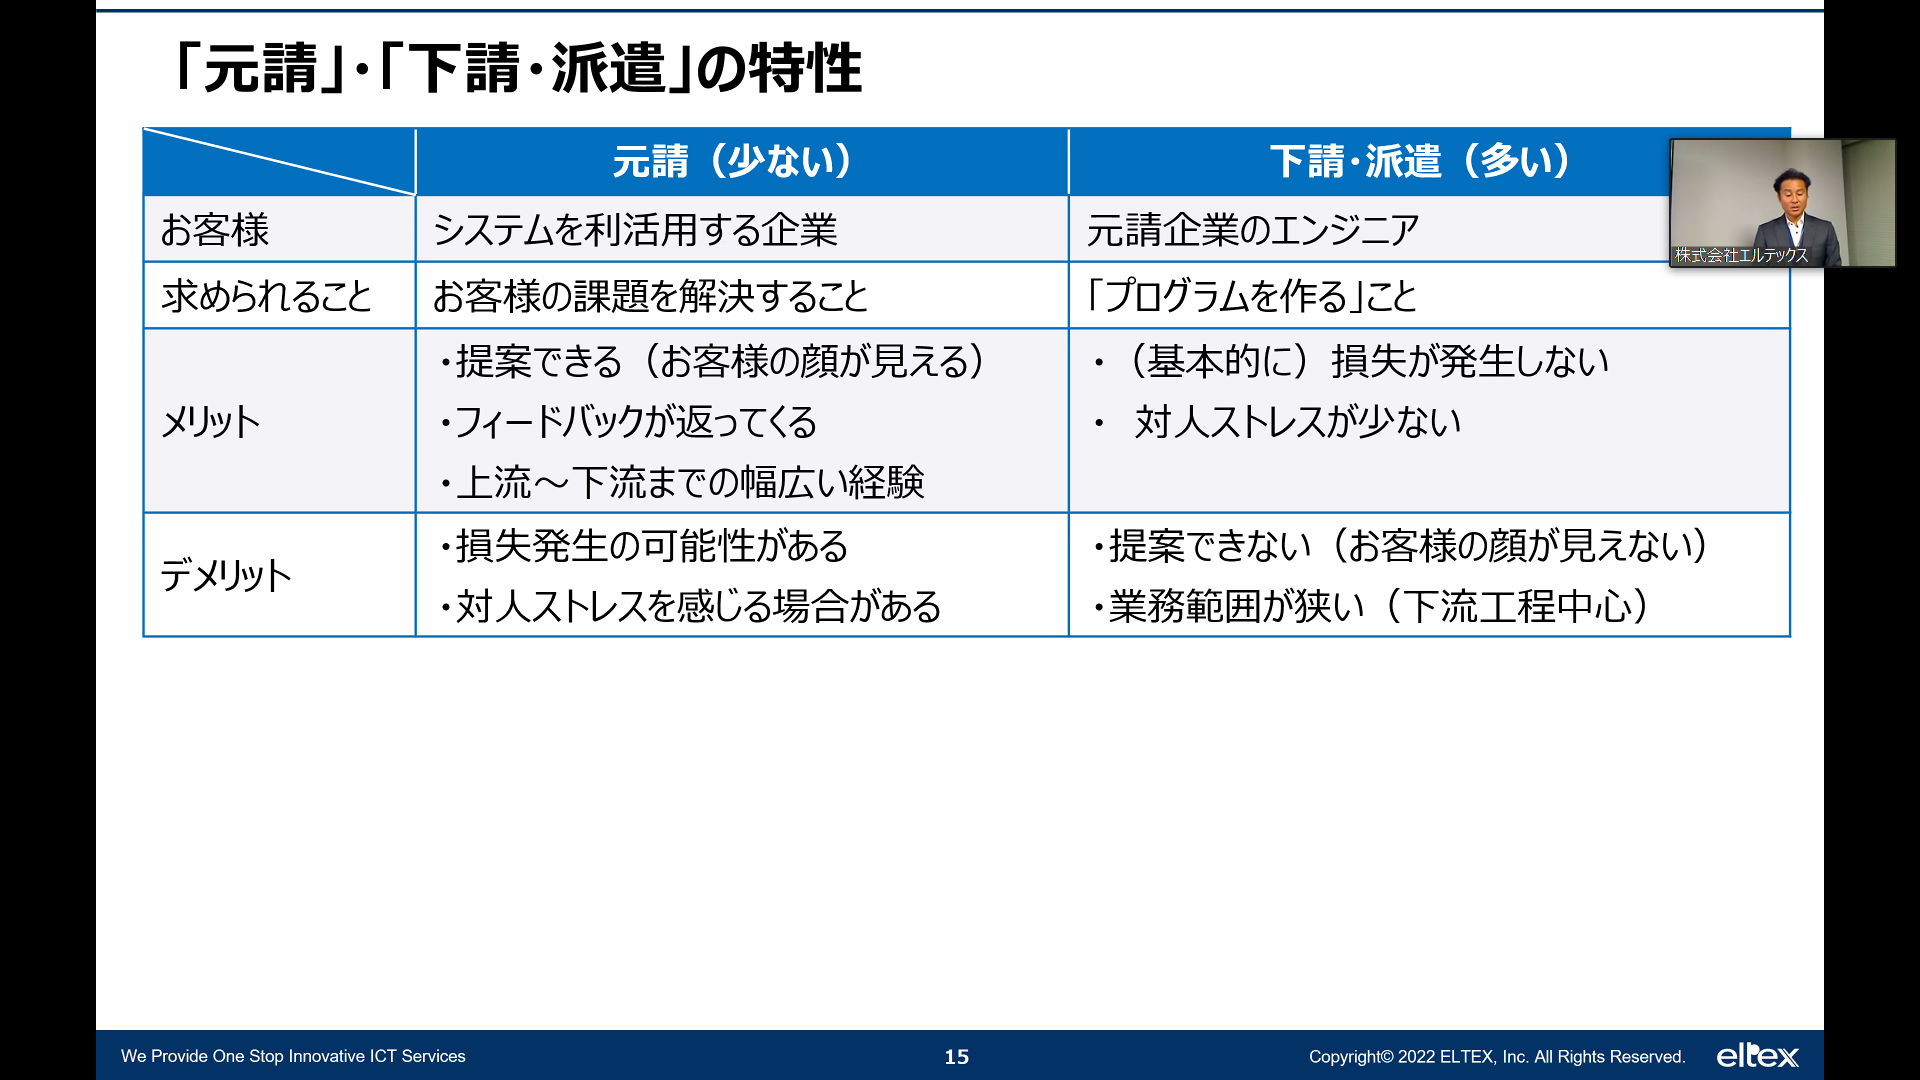 「元請」・「下請・派遣」の特性
元請（少ない）
下請・派遣（多い）
お客様
システムを利活用する企業
元請企業のエンジニア
求められること
お客様の課題を解決すること
「プログラムを作る」こと
メリット
・提案できる（お客様の顔が見える）
・フィードバックが返ってくる
・上流～下流までの幅広い経験
・（基本的に）損失が発生しない
・ 対人ストレスが少ない
デメリット
・損失発生の可能性がある
・対人ストレスを感じる場合がある
・提案できない（お客様の顔が見えない）
・業務範囲が狭い（下流工程中心）
株式会社エルテックス
We Provide One Stop Innovative ICT Services
15
Copyright© 2022 ELTEX, Inc. All Rights Reserved.
eltex